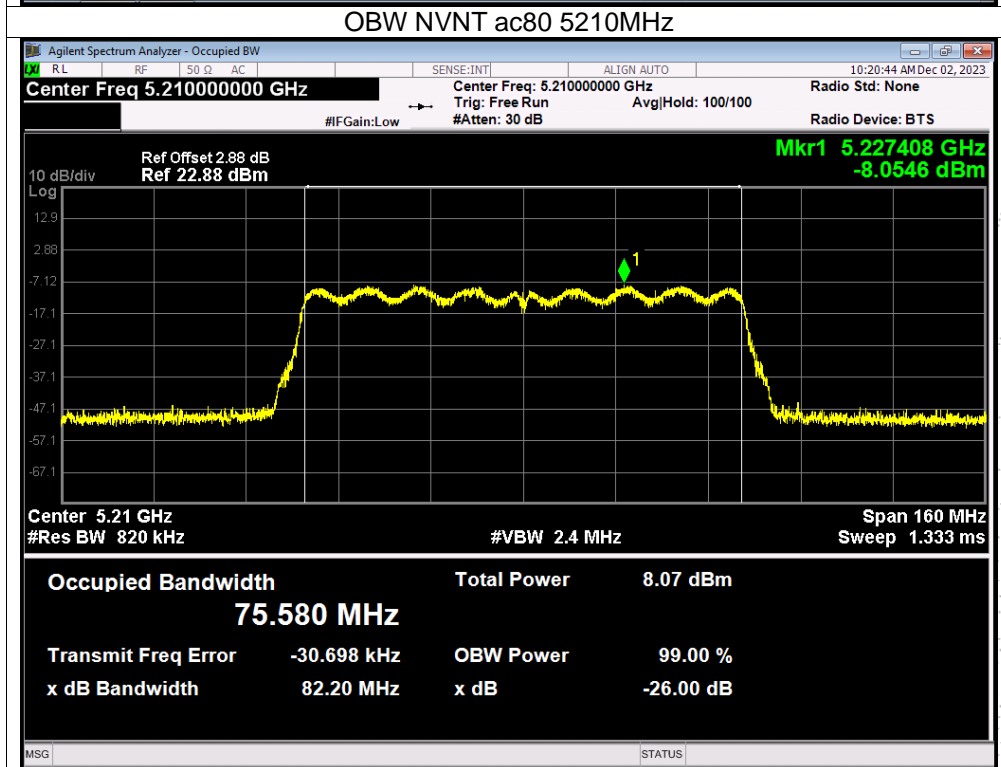 OBW NVNT ac80 5210MHz
Agilent Spectrum Analyzer - Occupied BW
LXI RL RF 50 Ω AC SENSE:INT ALIGN AUTO 10:20:44 AM Dec 02, 2023
Center Freq 5.210000000 GHz Center Freq: 5.210000000 GHz Radio Std: None
Trig: Free Run Avg|Hold: 100/100
#IFGain:Low #Atten: 30 dB Radio Device: BTS
Ref Offset 2.88 dB Mkr1 5.227408 GHz
10 dB/div Ref 22.88 dBm -8.0546 dBm
Log
12.9
2.88
1
-7.12
-17.1
-27.1
-37.1
-47.1
-57.1
-67.1
Center 5.21 GHz Span 160 MHz
#Res BW 820 kHz #VBW 2.4 MHz Sweep 1.333 ms
Occupied Bandwidth Total Power 8.07 dBm
75.580 MHz
Transmit Freq Error -30.698 kHz OBW Power 99.00 %
x dB Bandwidth 82.20 MHz x dB -26.00 dB
MSG STATUS